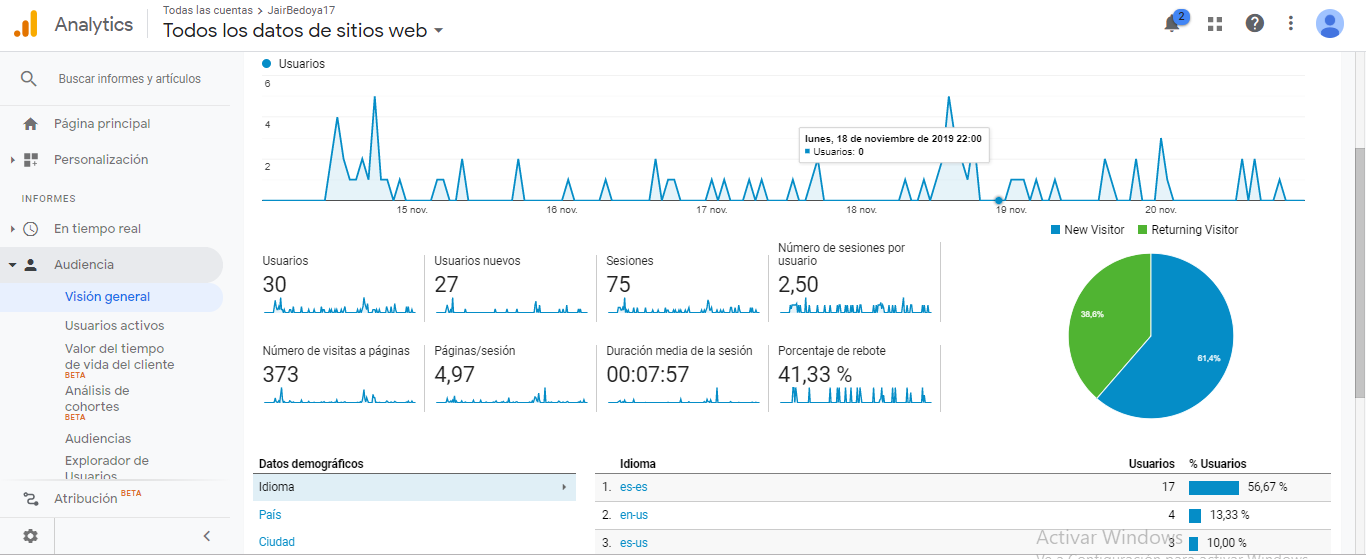 Analytics
Todas las cuentas > JairBedoya17
Todos los datos de sitios web
2
Buscar informes y artículos
Página principal
Personalización
INFORMES
En tiempo real
Audiencia
Visión general
Usuarios activos
Valor del tiempo
de vida del cliente
BETA
Análisis de
cohortes
BETA
Audiencias
Explorador de
Usuarios
Atribución BETA
Usuarios
6
4
2
lunes, 18 de noviembre de 2019 22:00
Usuarios: 0
15 nov. 16 nov. 17 nov. 18 nov. 19 nov. 20 nov.
New Visitor Returning Visitor
38,6%
61,4%
Usuarios
30
Usuarios nuevos
27
Sesiones
75
Número de sesiones por
usuario
2,50
Número de visitas a páginas
373
Páginas/sesión
4,97
Duración media de la sesión
00:07:57
Porcentaje de rebote
41,33 %
Datos demográficos
Idioma
País
Ciudad
Idioma Usuarios % Usuarios
1. es-es 17 56,67 %
2. en-us 4 13,33 %
3. es-us 3 10,00 %
Activar Windows
Ve a Configuración para activar Windows